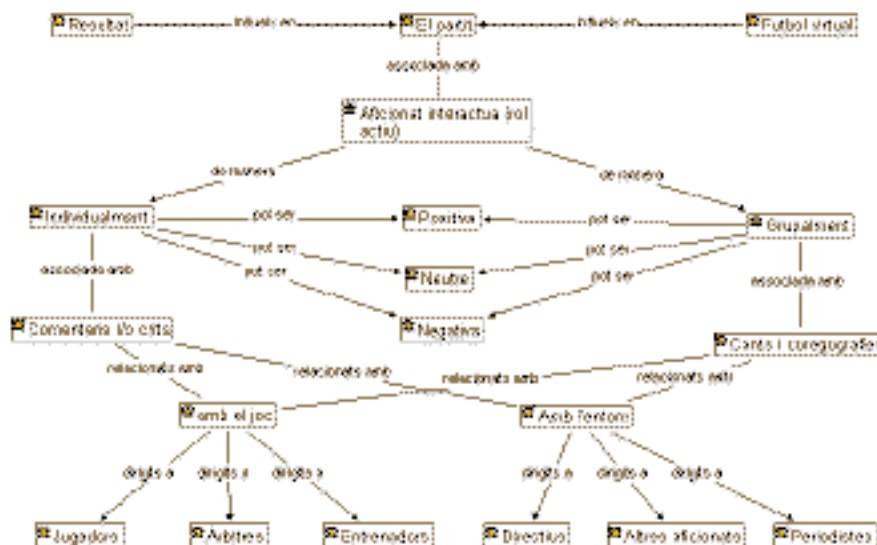 Resultat
influeix en
El partit
influeix en
Futbol virtual
associada amb
Aficionat interactua (rol
actiu)
de manera
de manera
Individualment
pot ser
Positiva
pot ser
Grupalment
pot ser
pot ser
associada amb
pot ser
Neutre
pot ser
associada amb
Comentaris i/o crits
Negativa
Cants i coreografies
relacionats amb
relacionats amb
relacionats amb
relacionats amb
amb el joc
Amb l'entorn
dirigits a
dirigits a
dirigits a
dirigits a
dirigits a
dirigits a
Jugadors
Àrbitres
Entrenadors
Directius
Altres aficionats
Periodistes